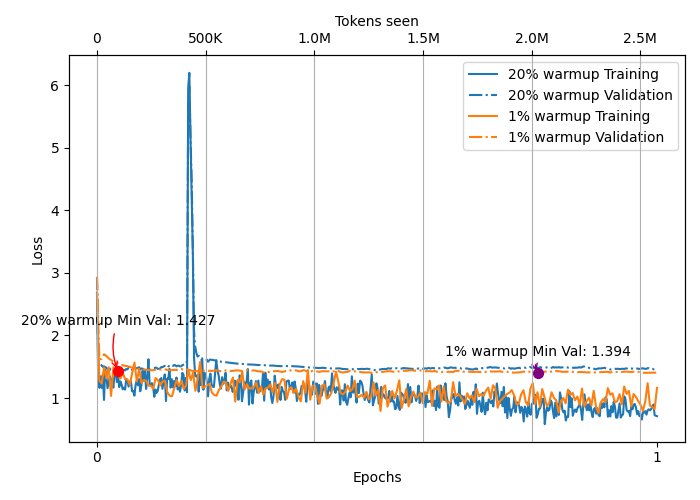 Tokens seen
0 500K 1.0M 1.5M 2.0M 2.5M
20% warmup Training
20% warmup Validation
1% warmup Training
1% warmup Validation
6
5
4
3
2
1
Loss
20% warmup Min Val: 1.427
1% warmup Min Val: 1.394
0 1
Epochs